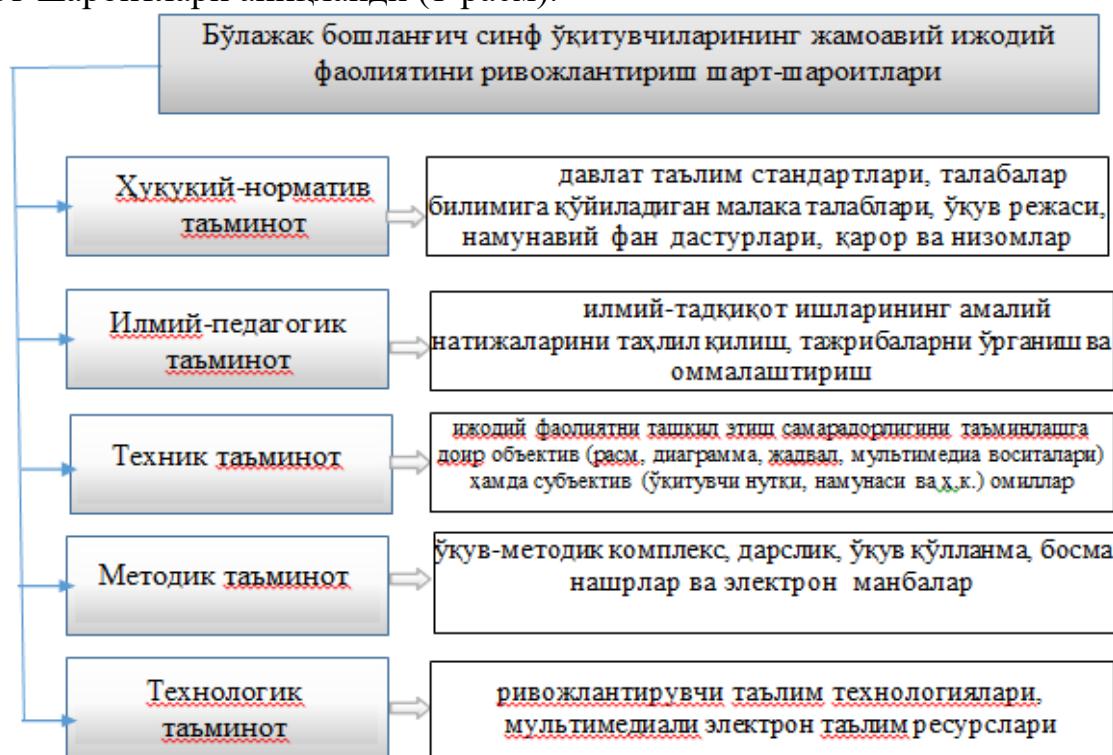 шароитлари аниқланди (1-расм).
Бўлажак бошланғич синф ўқитувчиларининг жамоавий ижодий
фаолиятини ривожлантириш шарт-шароитлари
Ҳуқуқий-норматив
таъминот
давлат таълим стандартлари, талабалар
билимига қўйиладиган малака талаблари, ўқув режаси,
намунавий фан дастурлари, қарор ва низомлар
Илмий-педагогик
таъминот
илмий-тадқиқот ишларининг амалий
натижаларини таҳлил қилиш, тажрибаларни ўрганиш ва
оммалаштириш
Техник таъминот
ижодий фаолиятни ташкил этиш самарадорлигини таъминлашга
доир объектив (расм, диаграмма, жадвал, мультимедиа воситалари)
ҳамда субъектив (ўқитувчи нутқи, намунаси ва ҳ.к.) омиллар
Методик таъминот
ўқув-методик комплекс, дарслик, ўқув қўлланма, босма
нашрлар ва электрон манбалар
Технологик
таъминот
ривожлантирувчи таълим технологиялари,
мультимедиали электрон таълим ресурслари